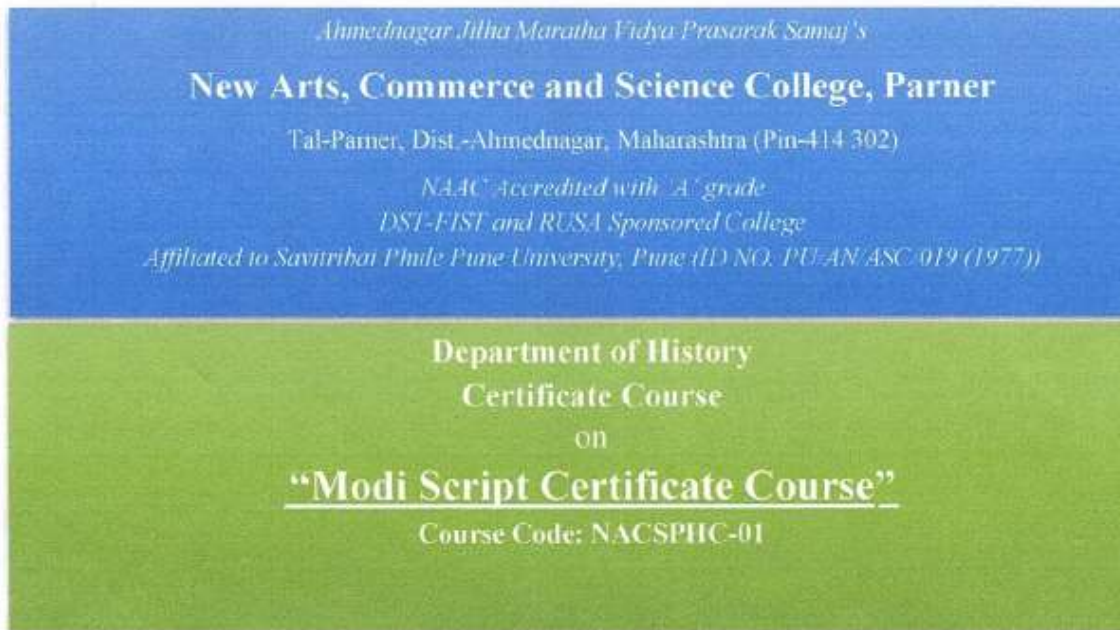 Ahmednagar Jilha Maratha Vidya Prasarak Samaj's
New Arts, Commerce and Science College, Parner
Tal-Parner, Dist.-Ahmednagar, Maharashtra (Pin-414 302)
NAAC Accredited with 'A' grade
DST-FIST and RUSA Sponsored College
Affiliated to Savitribai Phule Pune University, Pune (ID NO. PU/AN/ASC/019 (1977))
Department of History
Certificate Course
on
“Modi Script Certificate Course”
Course Code: NACSPHC-01